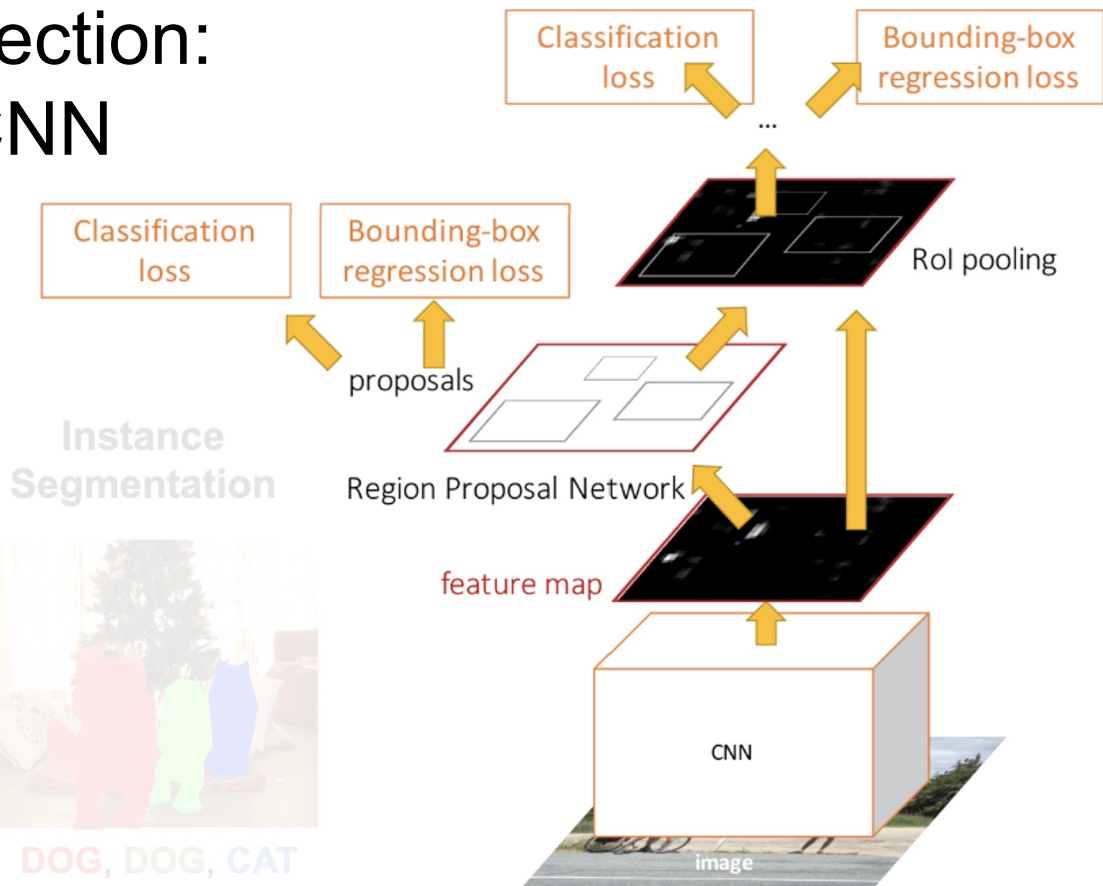 ection:
CNN
Classification
loss
Bounding-box
regression loss
...
RoI pooling
Classification
loss
Bounding-box
regression loss
proposals
Instance
Segmentation
Region Proposal Network
feature map
CNN
image
DOG, DOG, CAT